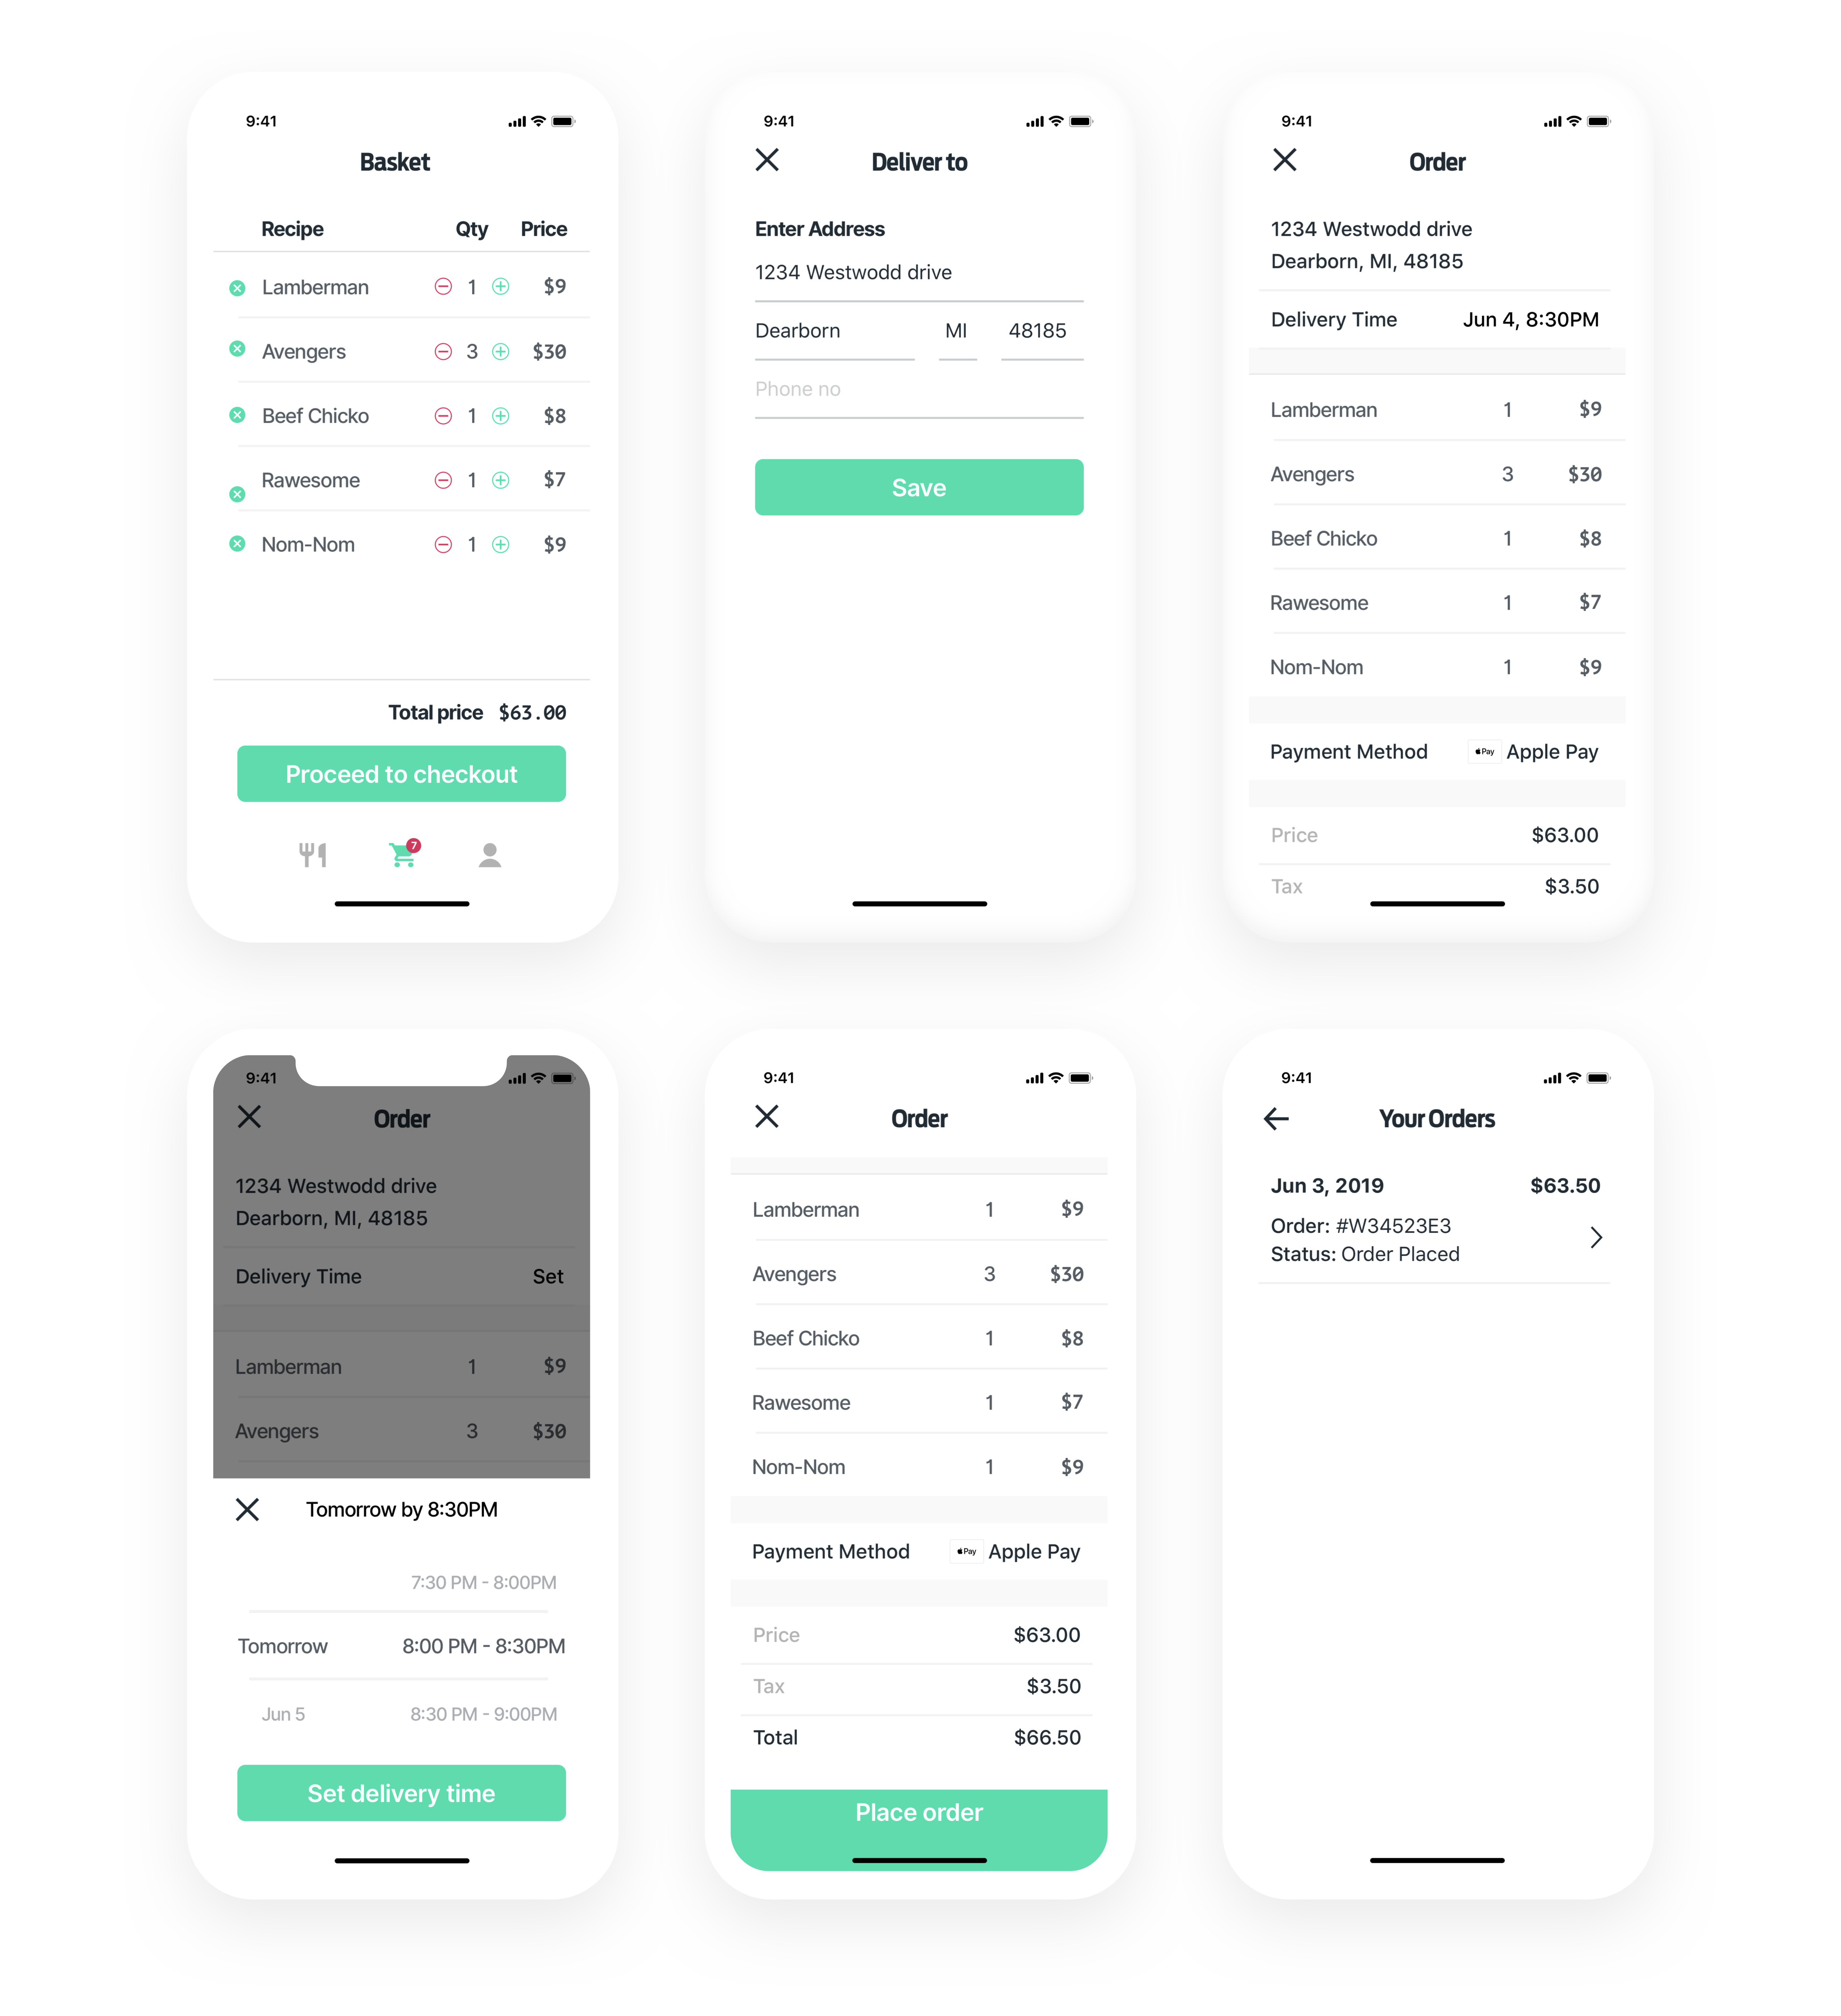 9:41
Basket
Recipe Qty Price
Lamberman 1 $9
Avengers 3 $30
Beef Chicko 1 $8
Rawesome 1 $7
Nom-Nom 1 $9
Total price $63.00
Proceed to checkout
7
9:41
Deliver to
Enter Address
1234 Westwodd drive
Dearborn MI 48185
Phone no
Save
9:41
Order
1234 Westwodd drive
Dearborn, MI, 48185
Delivery Time Jun 4, 8:30PM
Lamberman 1 $9
Avengers 3 $30
Beef Chicko 1 $8
Rawesome 1 $7
Nom-Nom 1 $9
Payment Method Pay Apple Pay
Price $63.00
Tax $3.50
9:41
Order
1234 Westwodd drive
Dearborn, MI, 48185
Delivery Time Set
Lamberman 1 $9
Avengers 3 $30
Tomorrow by 8:30PM
7:30 PM - 8:00PM
Tomorrow 8:00 PM - 8:30PM
Jun 5 8:30 PM - 9:00PM
Set delivery time
9:41
Order
Lamberman 1 $9
Avengers 3 $30
Beef Chicko 1 $8
Rawesome 1 $7
Nom-Nom 1 $9
Payment Method Pay Apple Pay
Price $63.00
Tax $3.50
Total $66.50
Place order
9:41
Your Orders
Jun 3, 2019 $63.50
Order: #W34523E3
Status: Order Placed